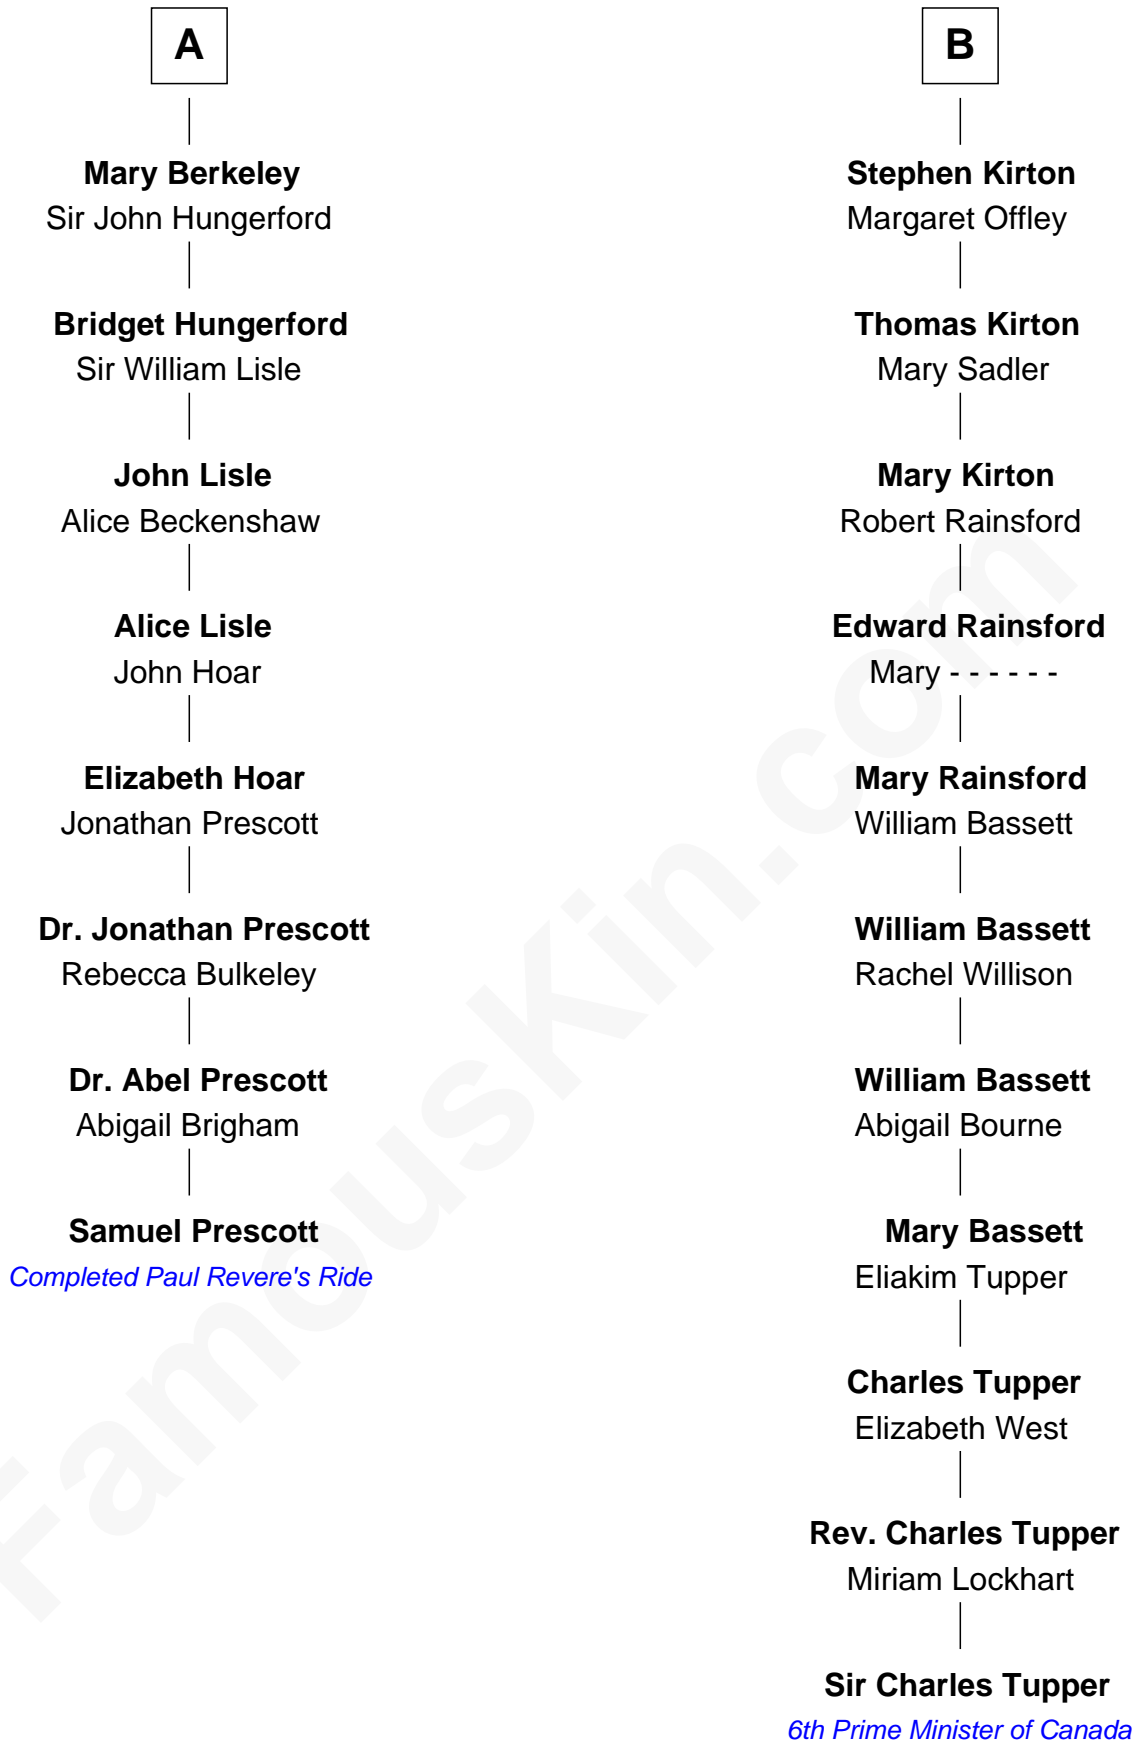 A
Mary Berkeley
Sir John Hungerford
Bridget Hungerford
Sir William Lisle
John Lisle
Alice Beckenshaw
Alice Lisle
John Hoar
Elizabeth Hoar
Jonathan Prescott
Dr. Jonathan Prescott
Rebecca Bulkeley
Dr. Abel Prescott
Abigail Brigham
Samuel Prescott
Completed Paul Revere's Ride
B
Stephen Kirton
Margaret Offley
Thomas Kirton
Mary Sadler
Mary Kirton
Robert Rainsford
Edward Rainsford
Mary - - - - - -
Mary Rainsford
William Bassett
William Bassett
Rachel Willison
William Bassett
Abigail Bourne
Mary Bassett
Eliakim Tupper
Charles Tupper
Elizabeth West
Rev. Charles Tupper
Miriam Lockhart
Sir Charles Tupper
6th Prime Minister of Canada
FamousKin.com